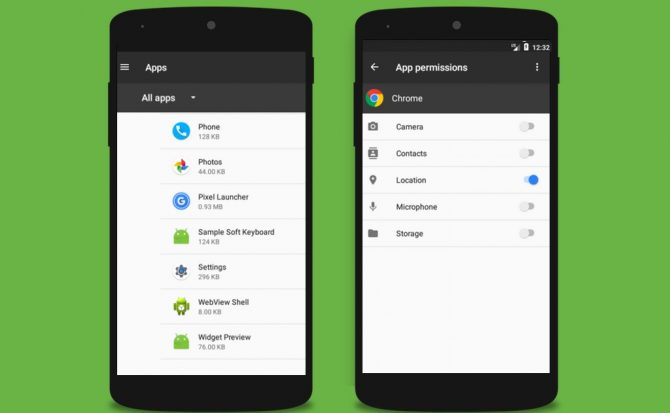 Apps
All apps
Phone
128 KB
Photos
44.00 KB
Pixel Launcher
0.93 MB
Sample Soft Keyboard
124 KB
Settings
296 KB
WebView Shell
8.00 KB
Widget Preview
76.00 KB
12:32
App permissions
Chrome
Camera
Contacts
Location
Microphone
Storage